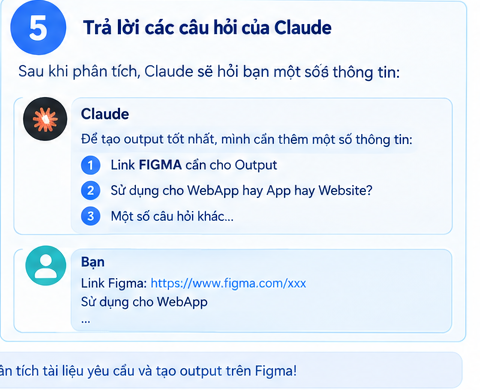 5
Trả lời các câu hỏi của Claude
Sau khi phân tích, Claude sẽ hỏi bạn một số thông tin:
Claude
Để tạo output tốt nhất, mình cần thêm một số thông tin:
1 Link FIGMA cần cho Output
2 Sử dụng cho WebApp hay App hay Website?
3 Một số câu hỏi khác...
Bạn
Link Figma: https://www.figma.com/xxx
Sử dụng cho WebApp
...
tích tài liệu yêu cầu và tạo output trên Figma!